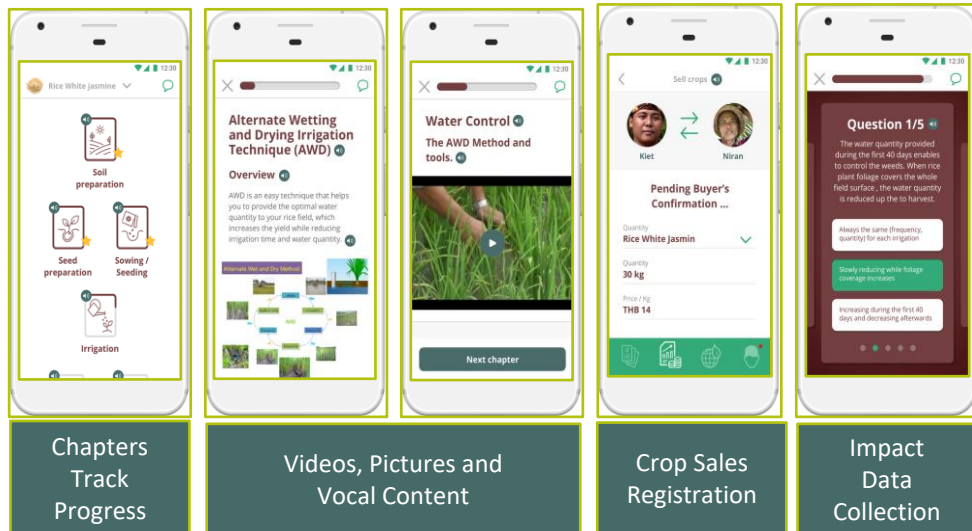 12:30
Rice White Jasmine
Soil
preparation
Seed
preparation
Sowing /
Seeding
Irrigation
12:30
Alternate Wetting
and Drying Irrigation
Technique (AWD)
Overview
AWD is an easy technique that helps
you to provide the optimal water
quantity to your rice field, which
increases the yield while reducing
irrigation time and water quantity.
Alternate Wet and Dry Method
AWD
12:30
Water Control
The AWD Method and
tools.
Next chapter
12:30
Sell crops
Kiet
Niran
Pending Buyer's
Confirmation ...
Quantity
Rice White Jasmin
Quantity
30 kg
Price / Kg
THB 14
12:30
Question 1/5
The water quantity provided
during the first 40 days enables
to control the weeds. When rice
plant foliage covers the whole
field surface , the water quantity
is reduced up the to harvest.
Always the same (frequency,
quantity) for each irrigation
Slowly reducing while foliage
coverage increases
Increasing during the first 40
days and decreasing afterwards
Chapters
Track
Progress
Videos, Pictures and
Vocal Content
Crop Sales
Registration
Impact
Data
Collection